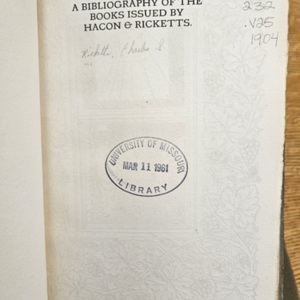 A BIBLIOGRAPHY OF THE
BOOKS ISSUED BY
HACON & RICKETTS.
232
.V25
1904
Ricketts, Charles S.
UNIVERSITY OF MISSOURI
MAR 11 1961
LIBRARY